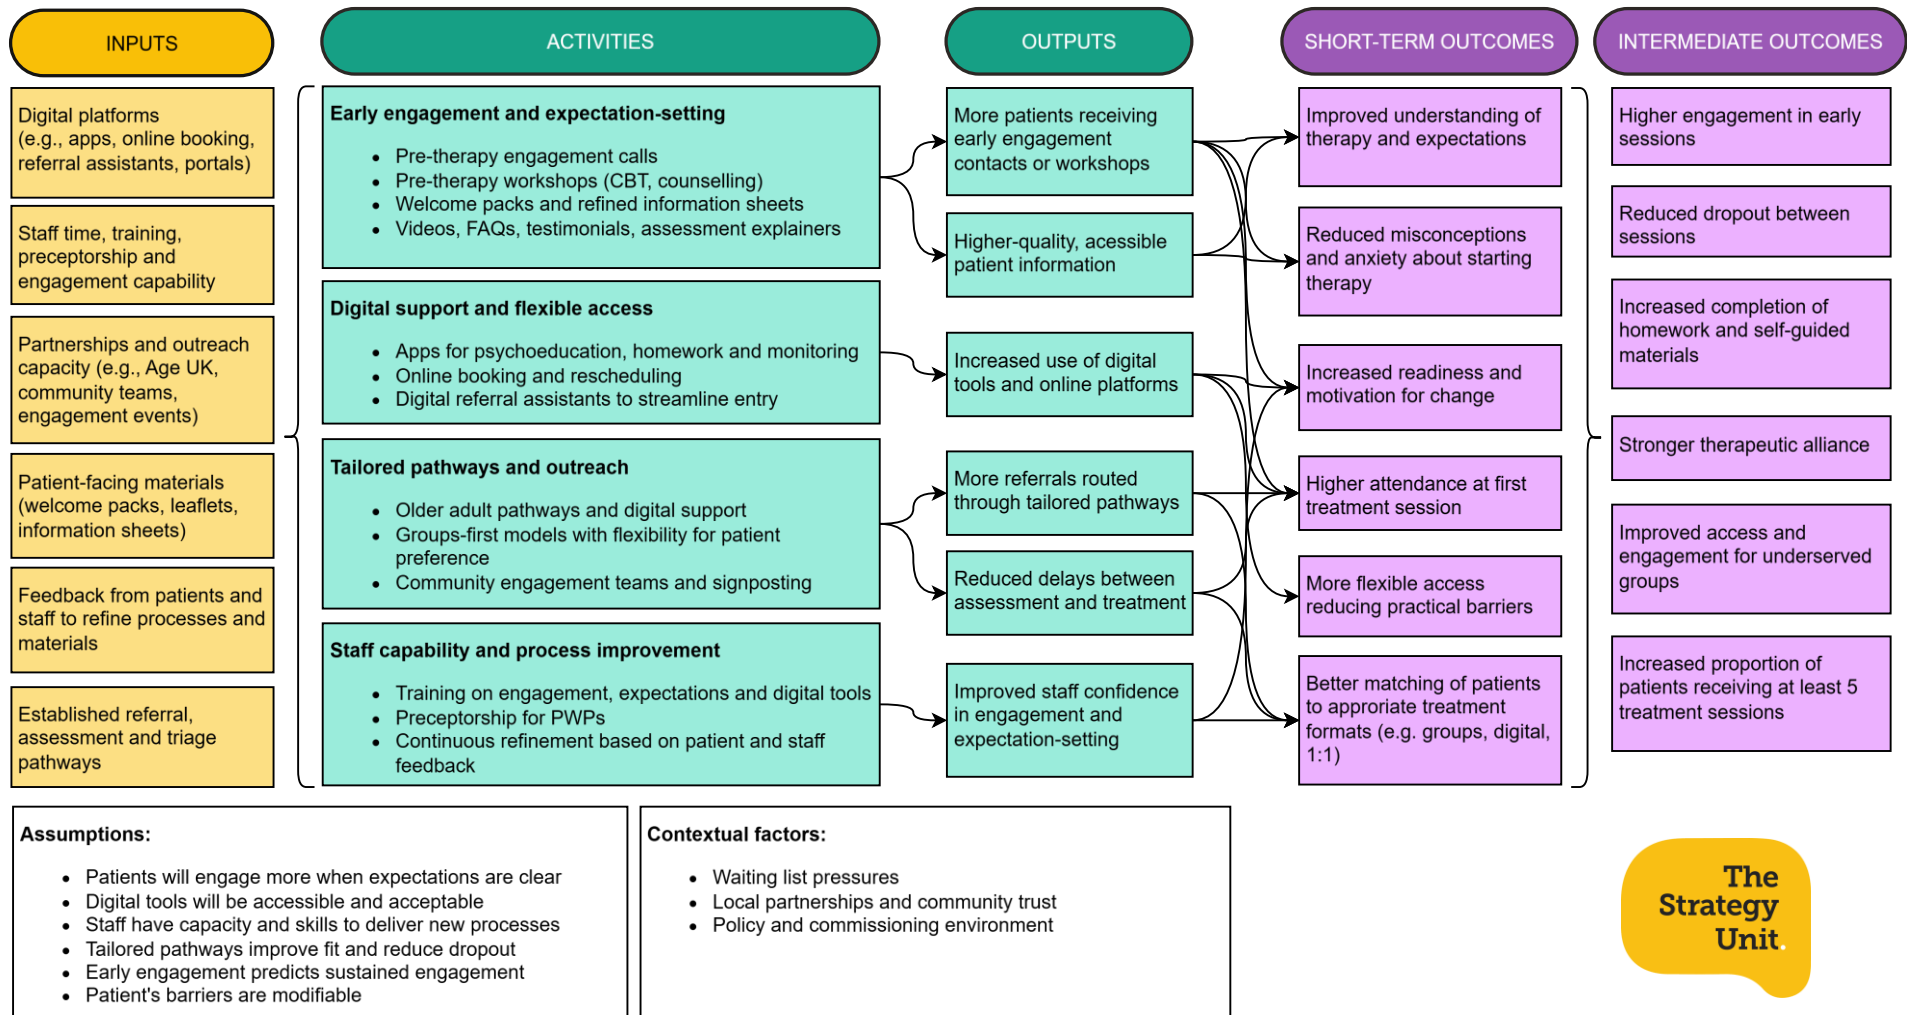 INPUTS
Digital platforms
(e.g., apps, online booking,
referral assistants, portals)
Staff time, training,
preceptorship and
engagement capability
Partnerships and outreach
capacity (e.g., Age UK,
community teams,
engagement events)
Patient-facing materials
(welcome packs, leaflets,
information sheets)
Feedback from patients and
staff to refine processes and
materials
Established referral,
assessment and triage
pathways
ACTIVITIES
Early engagement and expectation-setting
• Pre-therapy engagement calls
• Pre-therapy workshops (CBT, counselling)
• Welcome packs and refined information sheets
• Videos, FAQs, testimonials, assessment explainers
Digital support and flexible access
• Apps for psychoeducation, homework and monitoring
• Online booking and rescheduling
• Digital referral assistants to streamline entry
Tailored pathways and outreach
• Older adult pathways and digital support
• Groups-first models with flexibility for patient
preference
• Community engagement teams and signposting
Staff capability and process improvement
• Training on engagement, expectations and digital tools
• Preceptorship for PWPs
• Continuous refinement based on patient and staff
feedback
OUTPUTS
More patients receiving
early engagement
contacts or workshops
Higher-quality, acessible
patient information
Increased use of digital
tools and online platforms
More referrals routed
through tailored pathways
Reduced delays between
assessment and treatment
Improved staff confidence
in engagement and
expectation-setting
SHORT-TERM OUTCOMES
Improved understanding of
therapy and expectations
Reduced misconceptions
and anxiety about starting
therapy
Increased readiness and
motivation for change
Higher attendance at first
treatment session
More flexible access
reducing practical barriers
Better matching of patients
to approriate treatment
formats (e.g. groups, digital,
1:1)
INTERMEDIATE OUTCOMES
Higher engagement in early
sessions
Reduced dropout between
sessions
Increased completion of
homework and self-guided
materials
Stronger therapeutic alliance
Improved access and
engagement for underserved
groups
Increased proportion of
patients receiving at least 5
treatment sessions
Assumptions:
• Patients will engage more when expectations are clear
• Digital tools will be accessible and acceptable
• Staff have capacity and skills to deliver new processes
• Tailored pathways improve fit and reduce dropout
• Early engagement predicts sustained engagement
• Patient's barriers are modifiable
Contextual factors:
• Waiting list pressures
• Local partnerships and community trust
• Policy and commissioning environment
The
Strategy
Unit.